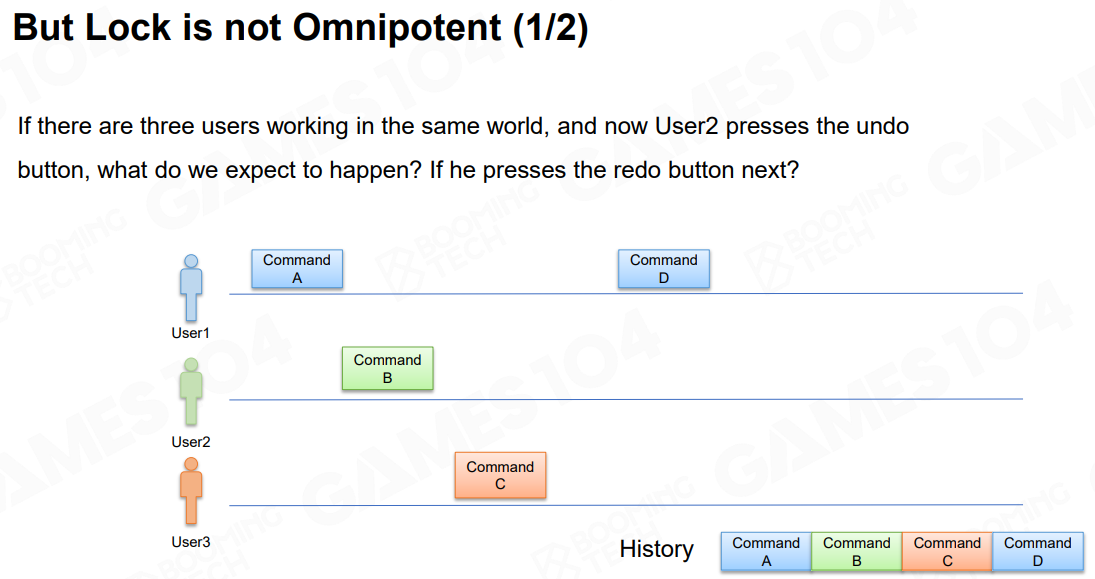 But Lock is not Omnipotent (1/2)
If there are three users working in the same world, and now User2 presses the undo
button, what do we expect to happen? If he presses the redo button next?
Command
A
Command
D
User1
Command
B
User2
Command
C
User3
History
Command
A
Command
B
Command
C
Command
D
GAMES104
BOOMING
TECH